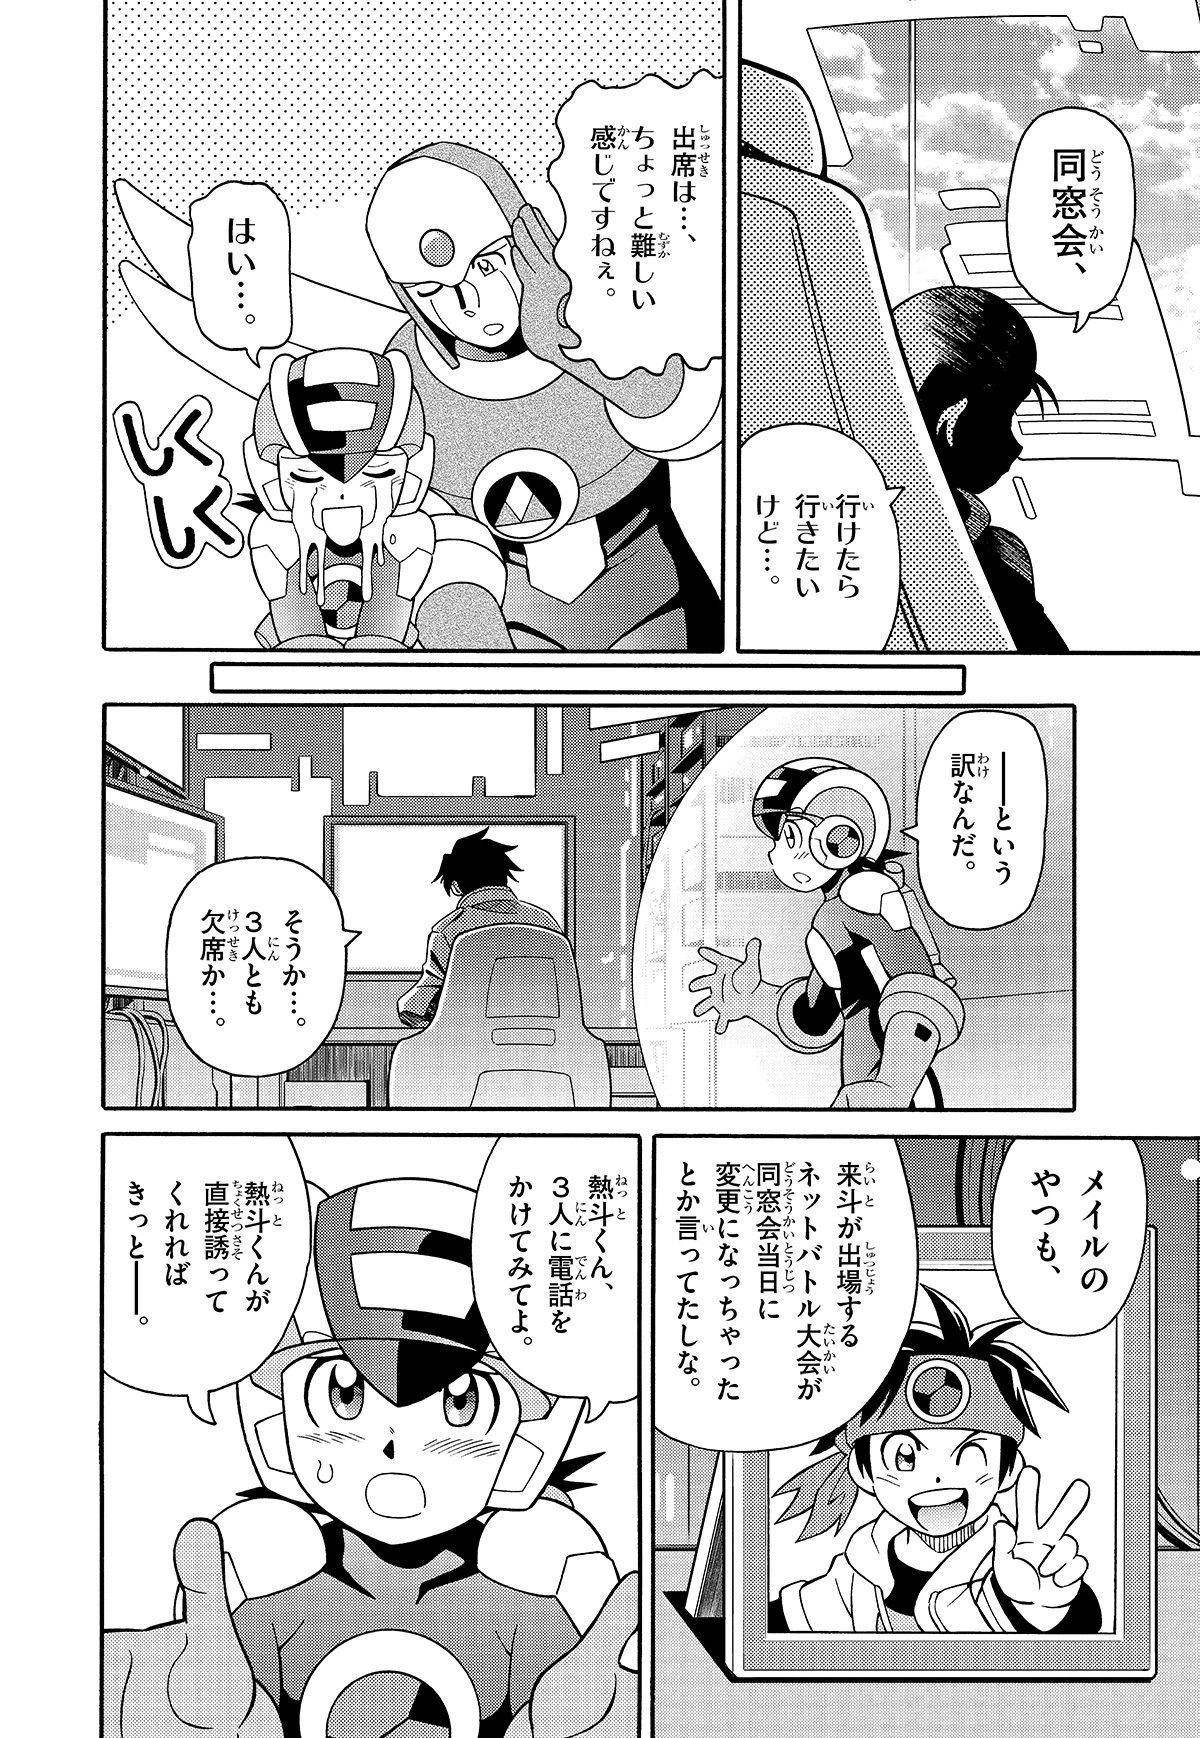 同窓会、
行けたら
行きたい
けど…。
出席は…、
ちょっと難しい
感じですねぇ。
はい…。
しくしく
――という
訳なんだ。
そうか…。
3人とも
欠席か…。
メイルの
やつも、
来斗が出場する
ネットバトル大会が
同窓会当日に
変更になっちゃった
とか言ってたしな。
熱斗くん、
3人に電話を
かけてみてよ。
熱斗くんが
直接誘って
くれれば
きっと――。